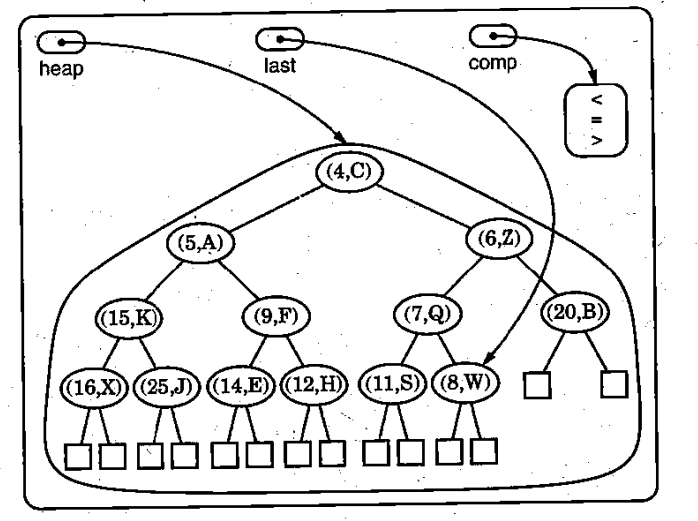 heap last comp
<
=
>
(4,C)
(5,A) (6,Z)
(15,K) (9,F) (7,Q) (20,B)
(16,X) (25,J) (14,E) (12,H) (11,S) (8,W)